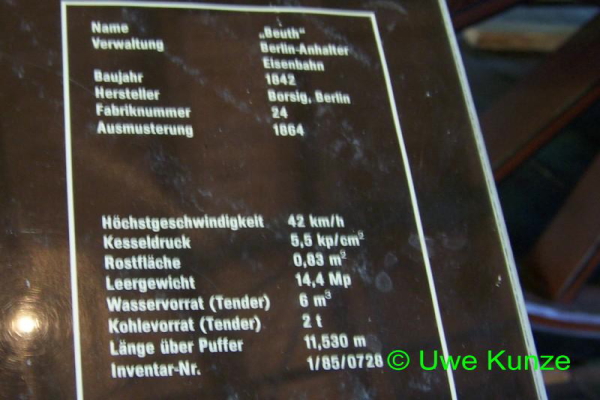 Name „Beuth“
Verwaltung Berlin-Anhalter
Eisenbahn
Baujahr 1842
Hersteller Borsig, Berlin
Fabriknummer 24
Ausmusterung 1864
Höchstgeschwindigkeit 42 km/h
Kesseldruck 5,5 kp/cm²
Rostfläche 0,83 m²
Leergewicht 14,4 Mp
Wasservorrat (Tender) 6 m³
Kohlevorrat (Tender) 2 t
Länge über Puffer 11,530 m
Inventar-Nr. 1/85/0728
© Uwe Kunze